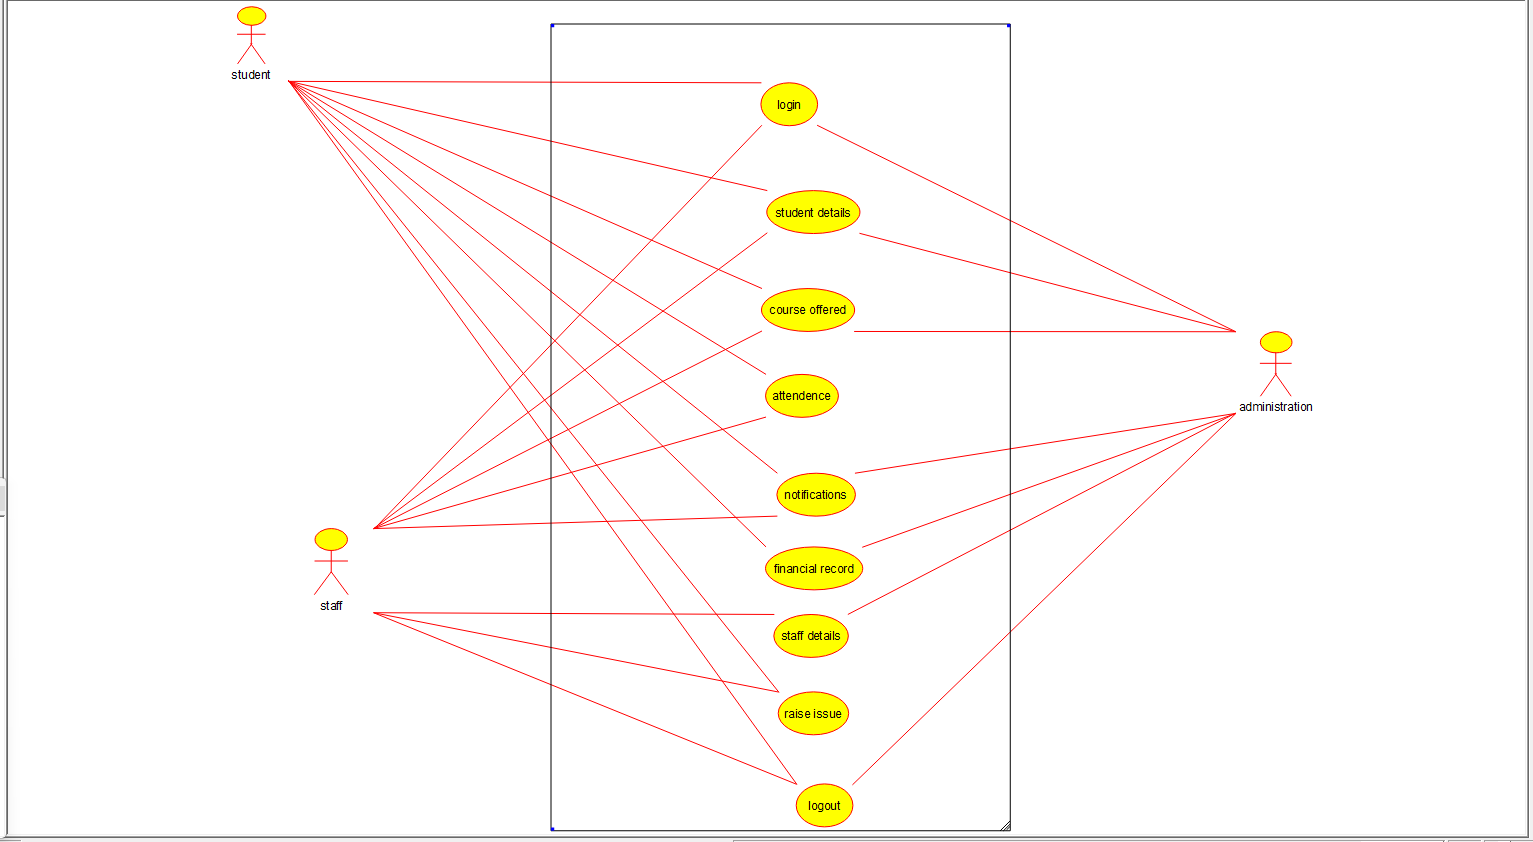 student
login
student details
course offered
administration
attendence
notifications
financial record
staff
staff details
raise issue
logout